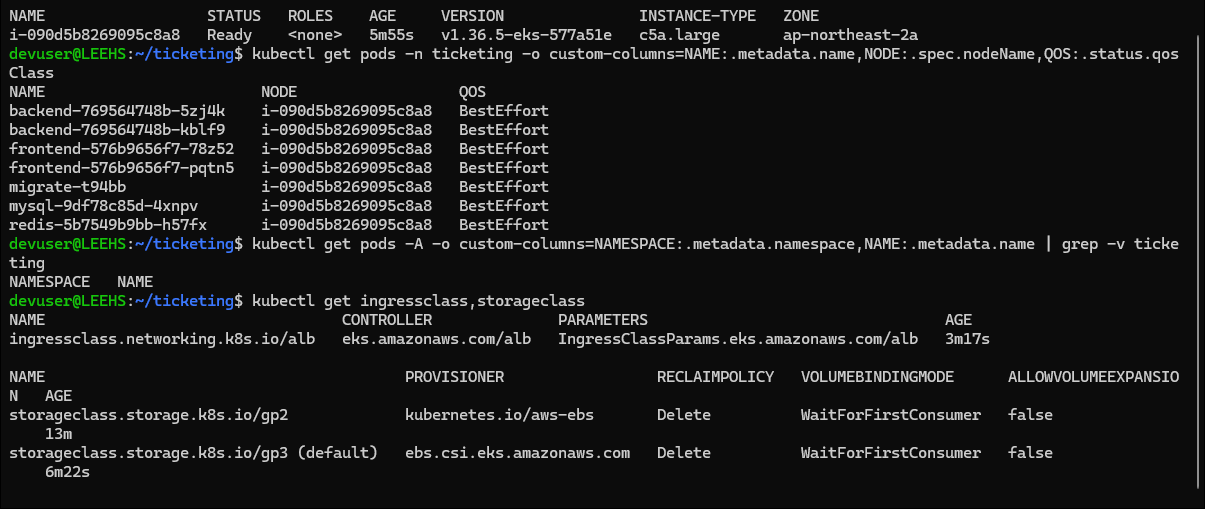 NAME                  STATUS   ROLES    AGE     VERSION               INSTANCE-TYPE   ZONE
i-090d5b8269095c8a8   Ready    <none>   5m55s   v1.36.5-eks-577a51e   c5a.large       ap-northeast-2a
devuser@LEEHS:~/ticketing$ kubectl get pods -n ticketing -o custom-columns=NAME:.metadata.name,NODE:.spec.nodeName,QOS:.status.qos
Class
NAME                        NODE                  QOS
backend-769564748b-5zj4k    i-090d5b8269095c8a8   BestEffort
backend-769564748b-kblf9    i-090d5b8269095c8a8   BestEffort
frontend-576b9656f7-78z52   i-090d5b8269095c8a8   BestEffort
frontend-576b9656f7-pqtn5   i-090d5b8269095c8a8   BestEffort
migrate-t94bb               i-090d5b8269095c8a8   BestEffort
mysql-9df78c85d-4xnpv       i-090d5b8269095c8a8   BestEffort
redis-5b7549b9bb-h57fx      i-090d5b8269095c8a8   BestEffort
devuser@LEEHS:~/ticketing$ kubectl get pods -A -o custom-columns=NAMESPACE:.metadata.namespace,NAME:.metadata.name | grep -v ticke
ting
NAMESPACE   NAME
devuser@LEEHS:~/ticketing$ kubectl get ingressclass,storageclass
NAME                                 CONTROLLER              PARAMETERS                                 AGE
ingressclass.networking.k8s.io/alb   eks.amazonaws.com/alb   IngressClassParams.eks.amazonaws.com/alb   3m17s

NAME                                        PROVISIONER                 RECLAIMPOLICY   VOLUMEBINDINGMODE      ALLOWVOLUMEEXPANSIO
N   AGE
storageclass.storage.k8s.io/gp2             kubernetes.io/aws-ebs       Delete          WaitForFirstConsumer   false
    13m
storageclass.storage.k8s.io/gp3 (default)   ebs.csi.eks.amazonaws.com   Delete          WaitForFirstConsumer   false
    6m22s